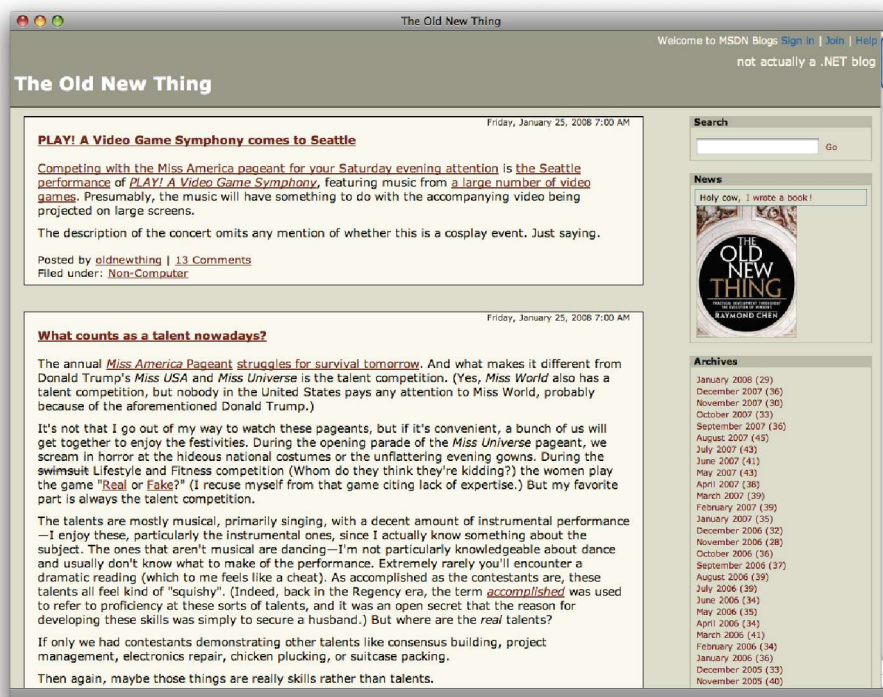 The Old New Thing
Welcome to MSDN Blogs Sign in | Join | Help
not actually a .NET blog
The Old New Thing
Friday, January 25, 2008 7:00 AM
PLAY! A Video Game Symphony comes to Seattle
Competing with the Miss America pageant for your Saturday evening attention is the Seattle
performance of PLAY! A Video Game Symphony, featuring music from a large number of video
games. Presumably, the music will have something to do with the accompanying video being
projected on large screens.
The description of the concert omits any mention of whether this is a cosplay event. Just saying.
Posted by oldnewthing | 13 Comments
Filed under: Non-Computer
Friday, January 25, 2008 7:00 AM
What counts as a talent nowadays?
The annual Miss America Pageant struggles for survival tomorrow. And what makes it different from
Donald Trump's Miss USA and Miss Universe is the talent competition. (Yes, Miss World also has a
talent competition, but nobody in the United States pays any attention to Miss World, probably
because of the aforementioned Donald Trump.)
It's not that I go out of my way to watch these pageants, but if it's convenient, a bunch of us will
get together to enjoy the festivities. During the opening parade of the Miss Universe pageant, we
scream in horror at the hideous national costumes or the unflattering evening gowns. During the
swimsuit Lifestyle and Fitness competition (Whom do they think they're kidding?) the women play
the game "Real or Fake?" (I recuse myself from that game citing lack of expertise.) But my favorite
part is always the talent competition.
The talents are mostly musical, primarily singing, with a decent amount of instrumental performance
—I enjoy these, particularly the instrumental ones, since I actually know something about the
subject. The ones that aren't musical are dancing—I'm not particularly knowledgeable about dance
and usually don't know what to make of the performance. Extremely rarely you'll encounter a
dramatic reading (which to me feels like a cheat). As accomplished as the contestants are, these
talents all feel kind of "squishy". (Indeed, back in the Regency era, the term accomplished was used
to refer to proficiency at these sorts of talents, and it was an open secret that the reason for
developing these skills was simply to secure a husband.) But where are the real talents?
If only we had contestants demonstrating other talents like consensus building, project
management, electronics repair, chicken plucking, or suitcase packing.
Then again, maybe those things are really skills rather than talents.
Search
Go
News
Holy cow, I wrote a book!
THE
OLD
NEW
THING
PRACTICAL DEVELOPMENT THROUGHOUT
THE EVOLUTION OF WINDOWS
RAYMOND CHEN
Archives
January 2008 (29)
December 2007 (36)
November 2007 (30)
October 2007 (33)
September 2007 (36)
August 2007 (45)
July 2007 (43)
June 2007 (41)
May 2007 (43)
April 2007 (38)
March 2007 (39)
February 2007 (39)
January 2007 (35)
December 2006 (32)
November 2006 (28)
October 2006 (36)
September 2006 (37)
August 2006 (39)
July 2006 (39)
June 2006 (34)
May 2006 (35)
April 2006 (34)
March 2006 (41)
February 2006 (34)
January 2006 (36)
December 2005 (33)
November 2005 (40)